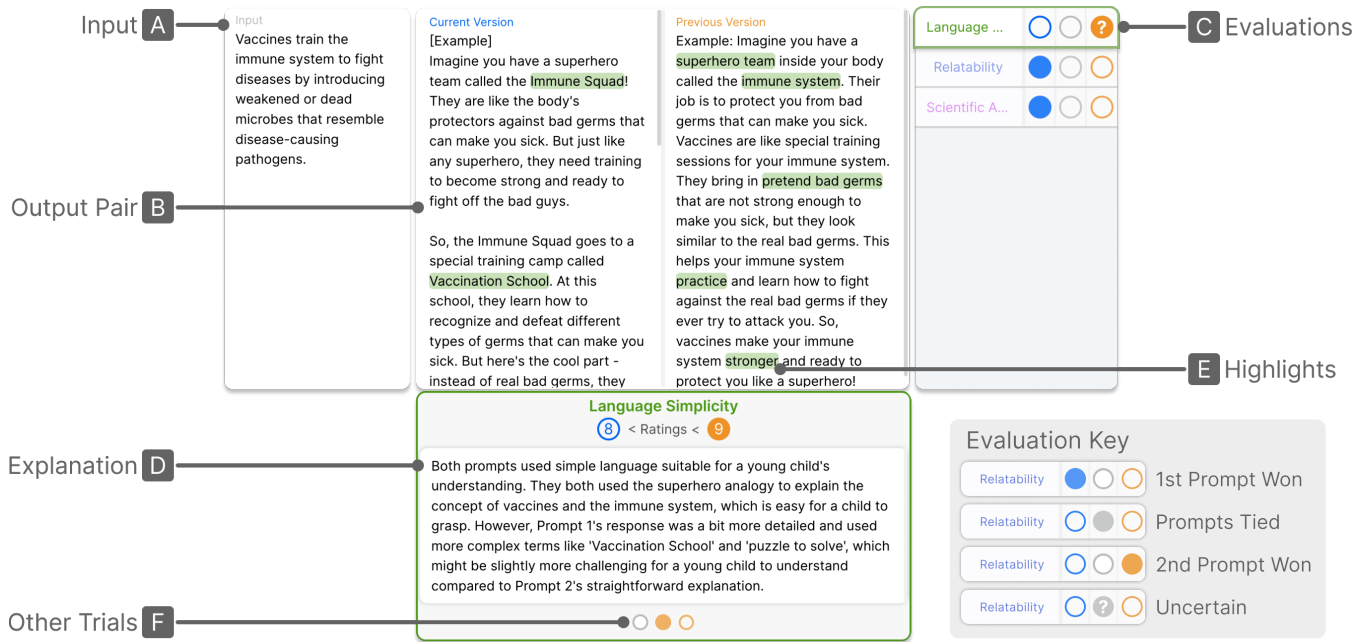 Input A
Input
Vaccines train the
immune system to fight
diseases by introducing
weakened or dead
microbes that resemble
disease-causing
pathogens.
Output Pair B
Current Version
[Example]
Imagine you have a superhero
team called the Immune Squad!
They are like the body's
protectors against bad germs that
can make you sick. But just like
any superhero, they need training
to become strong and ready to
fight off the bad guys.
So, the Immune Squad goes to a
special training camp called
Vaccination School. At this
school, they learn how to
recognize and defeat different
types of germs that can make you
sick. But here's the cool part -
instead of real bad germs, they
Previous Version
Example: Imagine you have a
superhero team inside your body
called the immune system. Their
job is to protect you from bad
germs that can make you sick.
Vaccines are like special training
sessions for your immune system.
They bring in pretend bad germs
that are not strong enough to
make you sick, but they look
similar to the real bad germs. This
helps your immune system
practice and learn how to fight
against the real bad germs if they
ever try to attack you. So,
vaccines make your immune
system stronger and ready to
protect you like a superhero!
Language ... ?
Relatability
Scientific A...
C Evaluations
E Highlights
Explanation D
Language Simplicity
8 < Ratings < 9
Both prompts used simple language suitable for a young child's
understanding. They both used the superhero analogy to explain the
concept of vaccines and the immune system, which is easy for a child to
grasp. However, Prompt 1's response was a bit more detailed and used
more complex terms like 'Vaccination School' and 'puzzle to solve', which
might be slightly more challenging for a young child to understand
compared to Prompt 2's straightforward explanation.
Other Trials F
Evaluation Key
Relatability 1st Prompt Won
Relatability Prompts Tied
Relatability 2nd Prompt Won
Relatability ? Uncertain